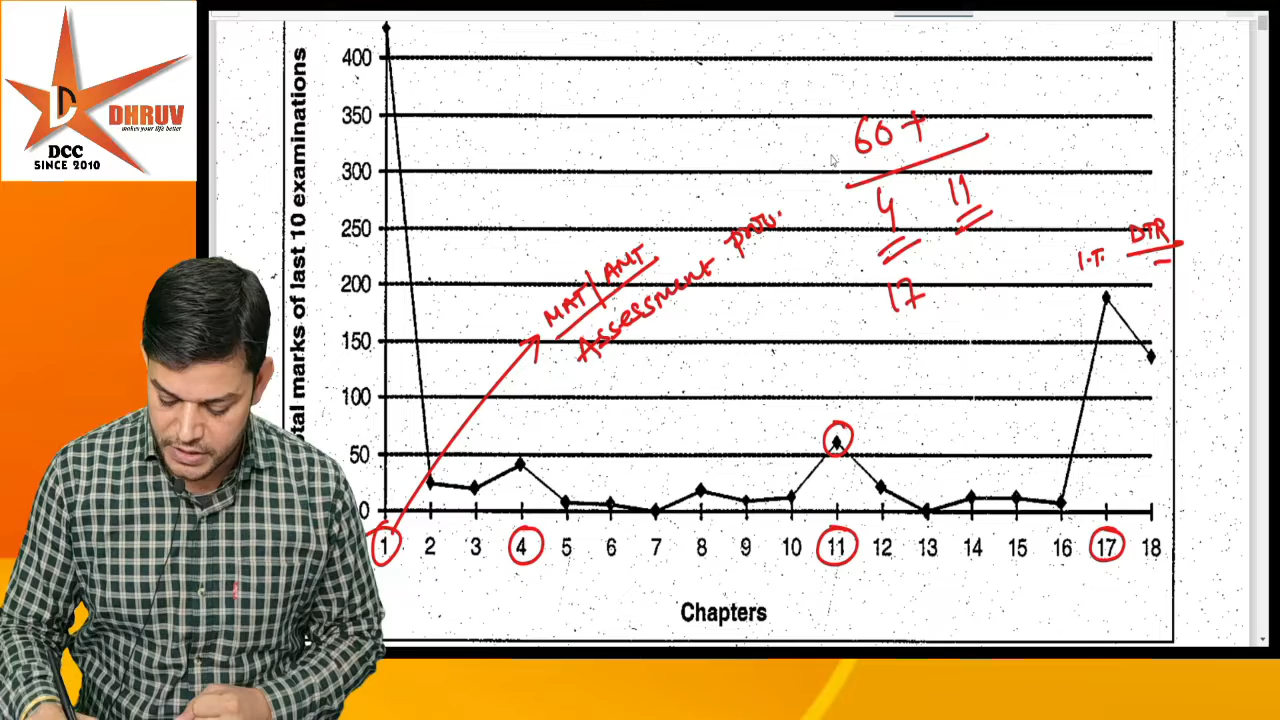 DHRUV
makes your life better
DCC
SINCE 2010
otal marks of last 10 examinations
400
350
300
250
200
150
100
50
0
60+
4 11
17
MAT/AMT
Assessment prov.
I.T. DTR
1 2 3 4 5 6 7 8 9 10 11 12 13 14 15 16 17 18
Chapters